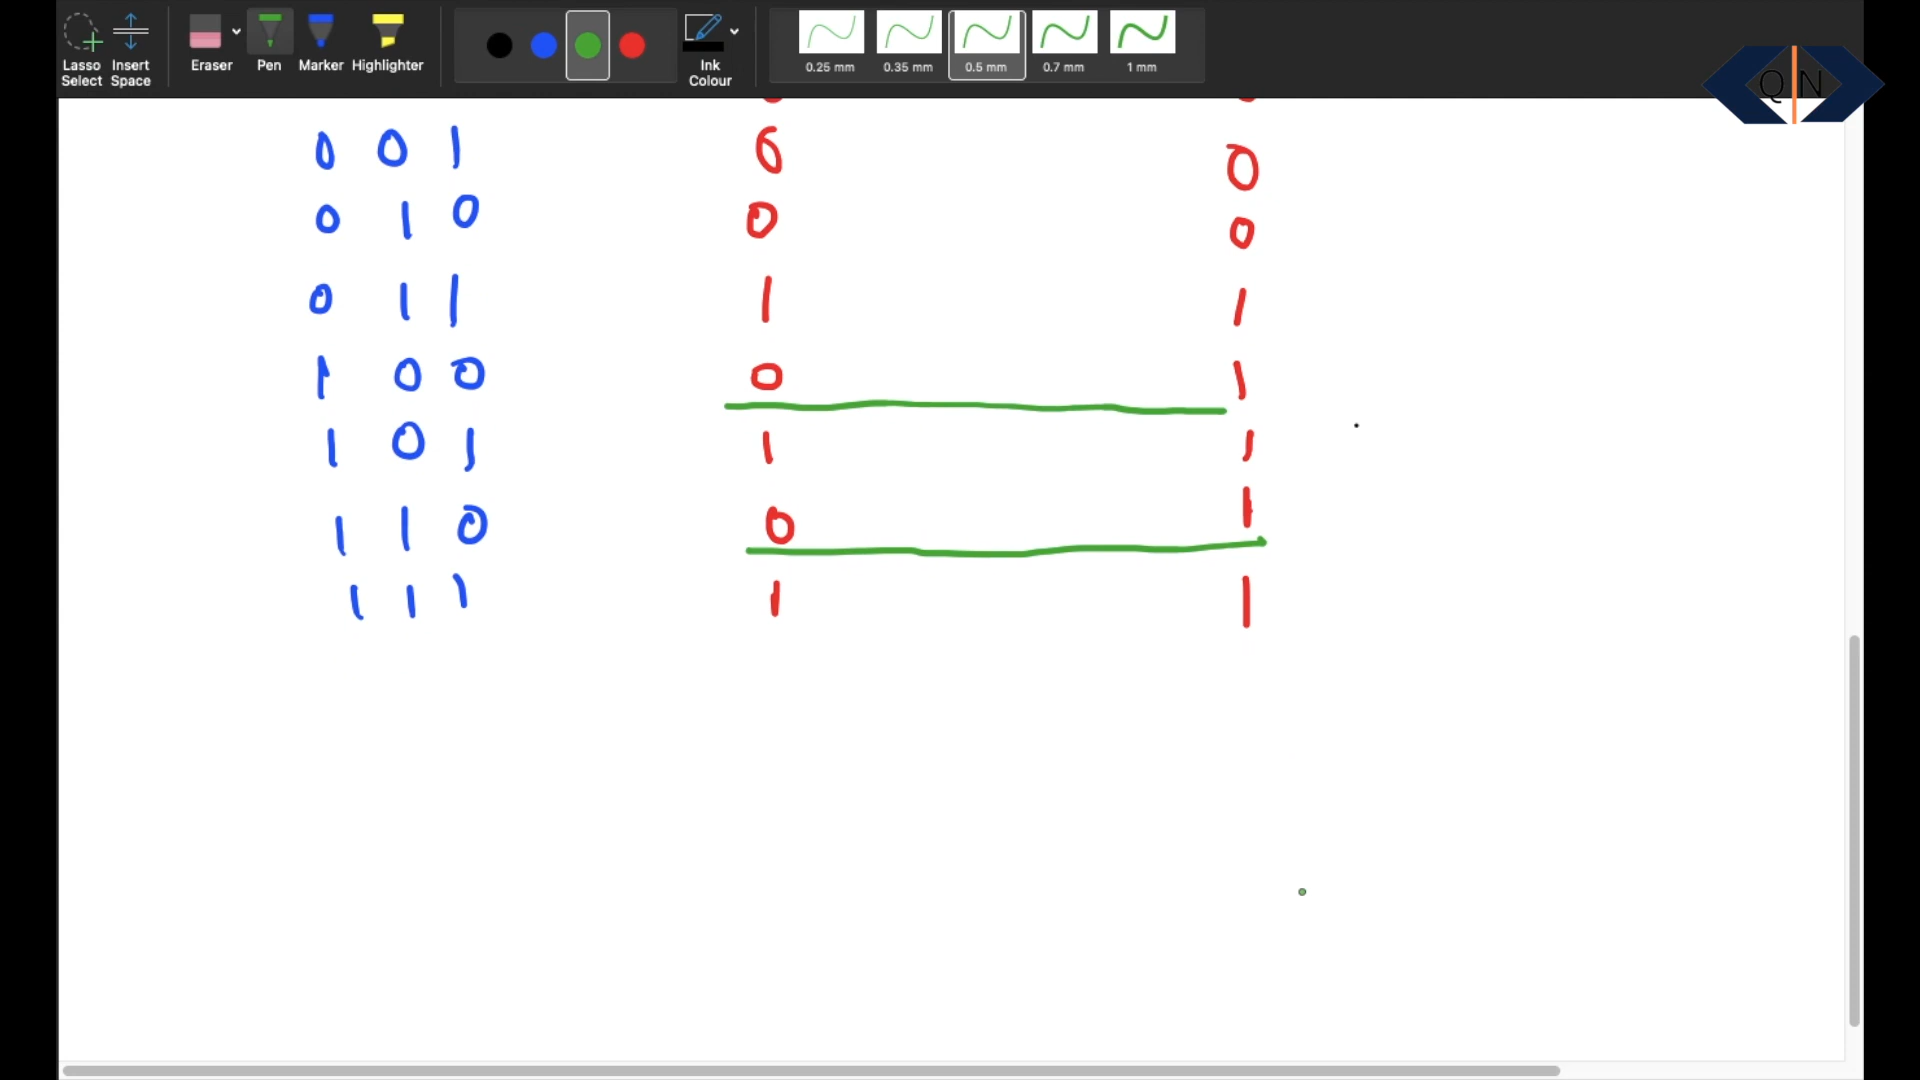 Lasso Select
Insert Space
Eraser
Pen
Marker
Highlighter
Ink Colour
0.25 mm
0.35 mm
0.5 mm
0.7 mm
1 mm
Q N
0 0 1 0 0
0 1 0 0 0
0 1 1 1 1
1 0 0 0 1
1 0 1 1 1
1 1 0 0 1
1 1 1 1 1